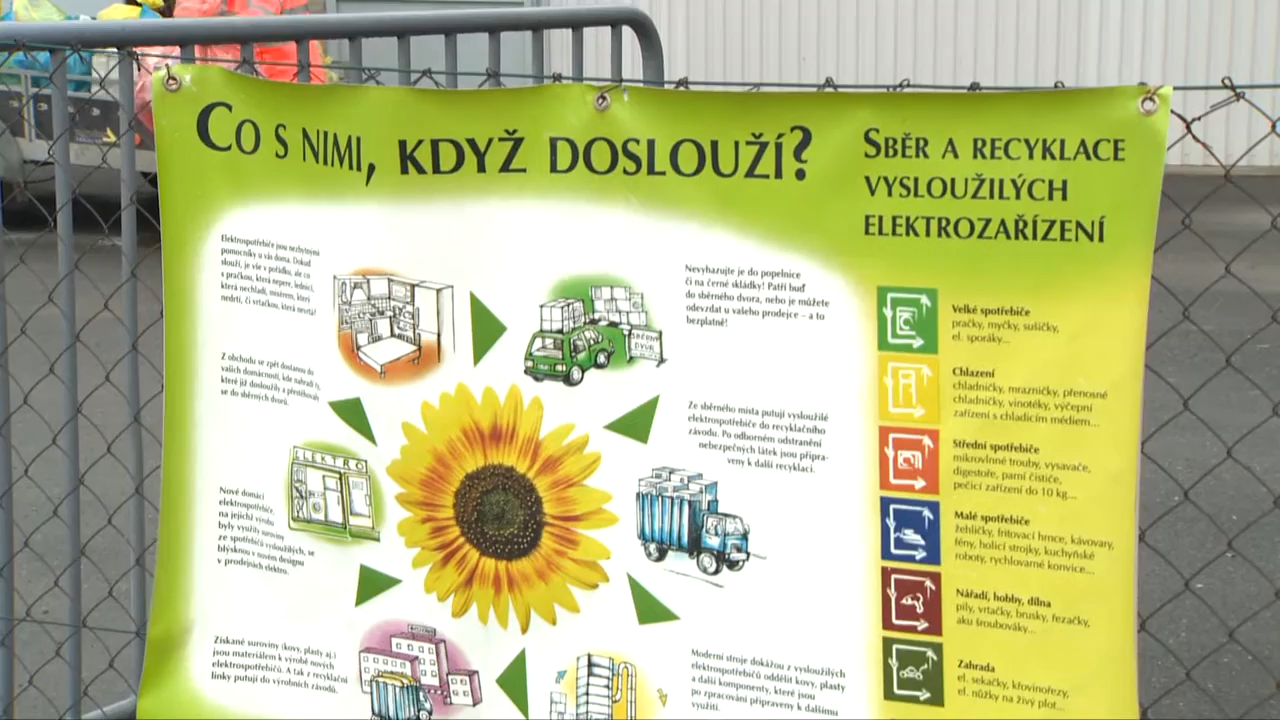 Co s nimi, když doslouží?
Sběr a recyklace
vysloužilých
elektrozařízení
Elektrospotřebiče jsou nezbytnými
pomocníky u vás doma. Dokud
slouží, je vše v pořádku, ale co
s pračkou, která nepere, lednicí,
která nechladí, mixérem, který
nedrtí, či vrtačkou, která nevrtá?
Nevyhazujte je do popelnice
či na černé skládky! Patří buď
do sběrného dvora, nebo je můžete
odevzdat u vašeho prodejce – a to
bezplatně!
SBĚRNÝ
DVŮR
Z obchodu se zpět dostanou do
vašich domácností, kde nahradí ty,
které již dosloužily a přestěhovaly
se do sběrných dvorů.
Ze sběrného místa putují vysloužilé
elektrospotřebiče do recyklačního
závodu. Po odborném odstranění
nebezpečných látek jsou připra-
veny k další recyklaci.
ELEKTRO
Nové domácí
elektrospotřebiče,
na jejichž výrobu
byly využity suroviny
ze spotřebičů vysloužilých, se
blýsknou v novém designu
v prodejnách elektro.
Získané suroviny (kovy, plasty aj.)
jsou materiálem k výrobě nových
elektrospotřebičů. A tak z recyklační
linky putují do výrobních závodů.
Moderní stroje dokážou z vysloužilých
elektrospotřebičů oddělit kovy, plasty
a další komponenty, které jsou
po zpracování připraveny k dalšímu
využití.
Velké spotřebiče
pračky, myčky, sušičky,
el. sporáky...
Chlazení
chladničky, mrazničky, přenosné
chladničky, vinotéky, výčepní
zařízení s chladicím médiem...
Střední spotřebiče
mikrovlnné trouby, vysavače,
digestoře, parní čističe,
pečicí zařízení do 10 kg...
Malé spotřebiče
žehličky, fritovací hrnce, kávovary,
fény, holicí strojky, kuchyňské
roboty, rychlovarné konvice...
Nářadí, hobby, dílna
pily, vrtačky, brusky, řezačky,
aku šroubováky...
Zahrada
el. sekačky, křovinořezy,
el. nůžky na živý plot...